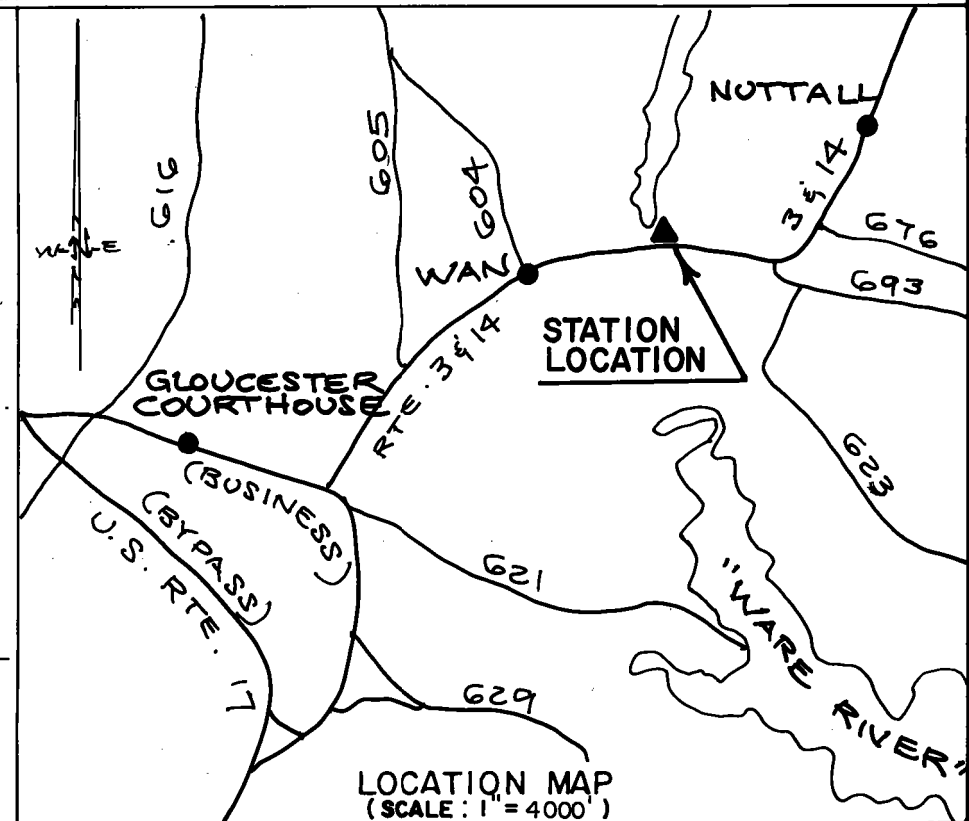 NUTTALL
616
605
604
3 & 14
676
693
W E
WAN
STATION
LOCATION
GLOUCESTER
COURTHOUSE
RTE. 3 & 14
(BUSINESS)
(BYPASS)
U.S. RTE. 17
623
621
"WARE RIVER"
629
LOCATION MAP
(SCALE: 1" = 4000')